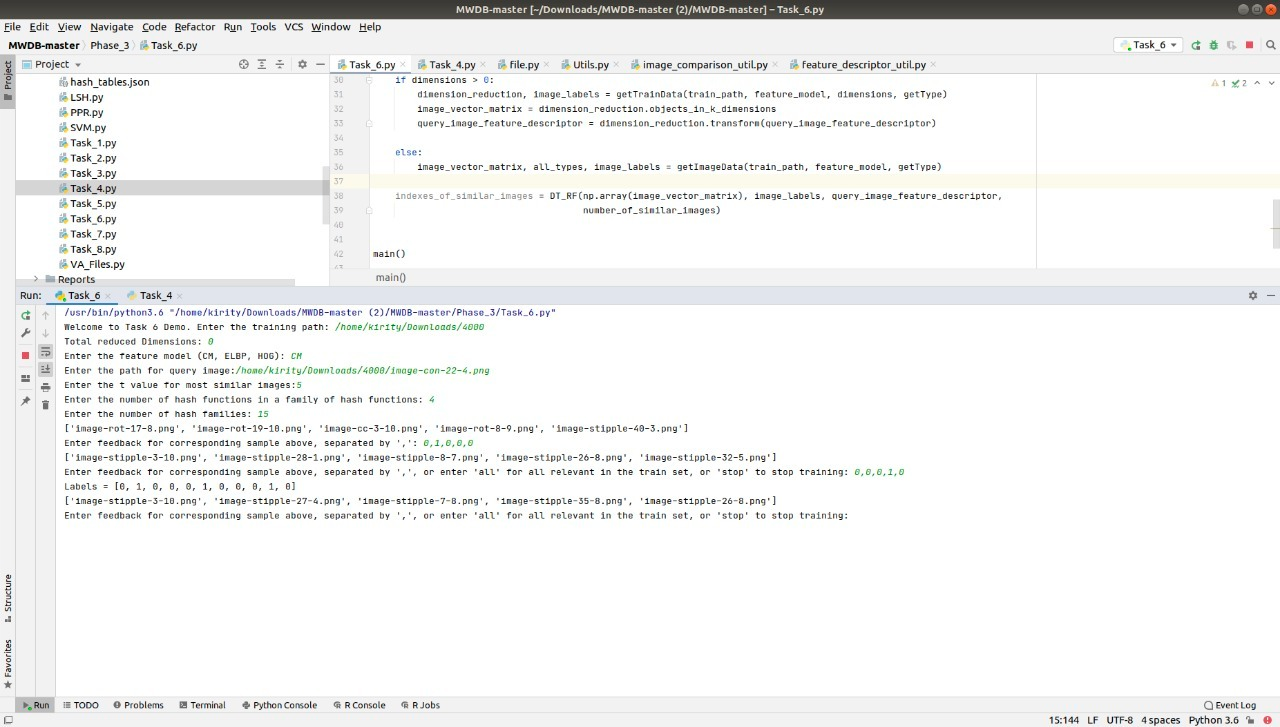 MWDB-master [~/Downloads/MWDB-master (2)/MWDB-master] – Task_6.py
File Edit View Navigate Code Refactor Run Tools VCS Window Help
MWDB-master Phase_3 Task_6.py
Task_6
Project
Project
hash_tables.json
LSH.py
PPR.py
SVM.py
Task_1.py
Task_2.py
Task_3.py
Task_4.py
Task_5.py
Task_6.py
Task_7.py
Task_8.py
VA_Files.py
Reports
Task_6.py Task_4.py file.py Utils.py image_comparison_util.py feature_descriptor_util.py
1 2
30 if dimensions > 0:
31 dimension_reduction, image_labels = getTrainData(train_path, feature_model, dimensions, getType)
32 image_vector_matrix = dimension_reduction.objects_in_k_dimensions
33 query_image_feature_descriptor = dimension_reduction.transform(query_image_feature_descriptor)
34
35 else:
36 image_vector_matrix, all_types, image_labels = getImageData(train_path, feature_model, getType)
37
38 indexes_of_similar_images = DT_RF(np.array(image_vector_matrix), image_labels, query_image_feature_descriptor,
39 number_of_similar_images)
40
41
42 main()
43
main()
Run: Task_6 Task_4
/usr/bin/python3.6 "/home/kirity/Downloads/MWDB-master (2)/MWDB-master/Phase_3/Task_6.py"
Welcome to Task 6 Demo. Enter the training path: /home/kirity/Downloads/4000
Total reduced Dimensions: 0
Enter the feature model (CM, ELBP, HOG): CM
Enter the path for query image:/home/kirity/Downloads/4000/image-con-22-4.png
Enter the t value for most similar images:5
Enter the number of hash functions in a family of hash functions: 4
Enter the number of hash families: 15
['image-rot-17-8.png', 'image-rot-19-10.png', 'image-cc-3-10.png', 'image-rot-8-9.png', 'image-stipple-40-3.png']
Enter feedback for corresponding sample above, separated by ',': 0,1,0,0,0
['image-stipple-3-10.png', 'image-stipple-28-1.png', 'image-stipple-8-7.png', 'image-stipple-26-8.png', 'image-stipple-32-5.png']
Enter feedback for corresponding sample above, separated by ',', or enter 'all' for all relevant in the train set, or 'stop' to stop training: 0,0,0,1,0
Labels = [0, 1, 0, 0, 0, 1, 0, 0, 0, 1, 0]
['image-stipple-3-10.png', 'image-stipple-27-4.png', 'image-stipple-7-8.png', 'image-stipple-35-8.png', 'image-stipple-26-8.png']
Enter feedback for corresponding sample above, separated by ',', or enter 'all' for all relevant in the train set, or 'stop' to stop training:
Structure
Favorites
Run TODO Problems Terminal Python Console R Console R Jobs Event Log
15:144 LF UTF-8 4 spaces Python 3.6